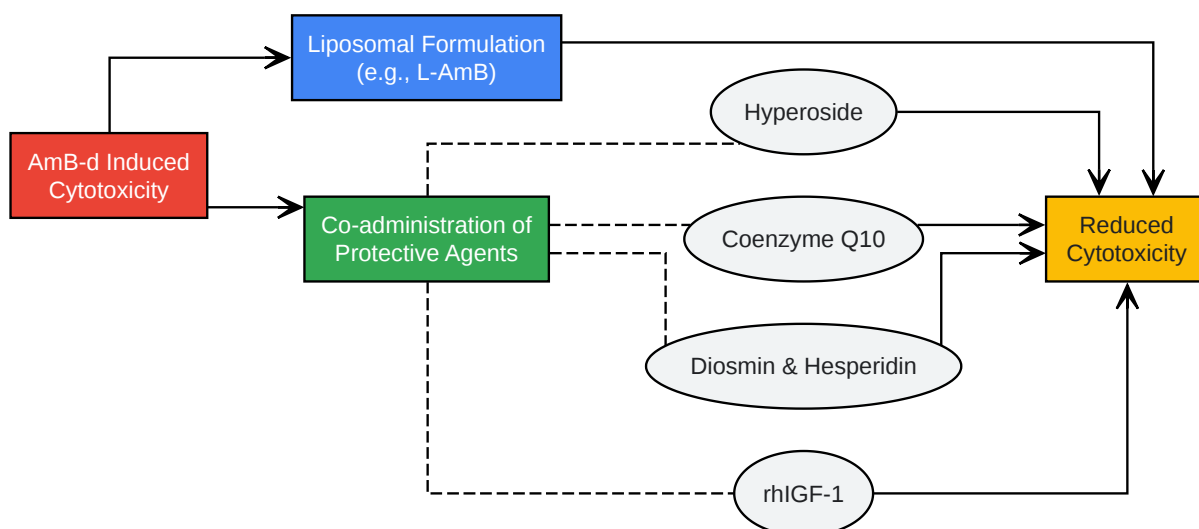 Liposomal Formulation
(e.g., L-AmB)
Hyperoside
AmB-d Induced
Cytotoxicity
Co-administration of
Protective Agents
Coenzyme Q10
Reduced
Cytotoxicity
Diosmin & Hesperidin
rhIGF-1